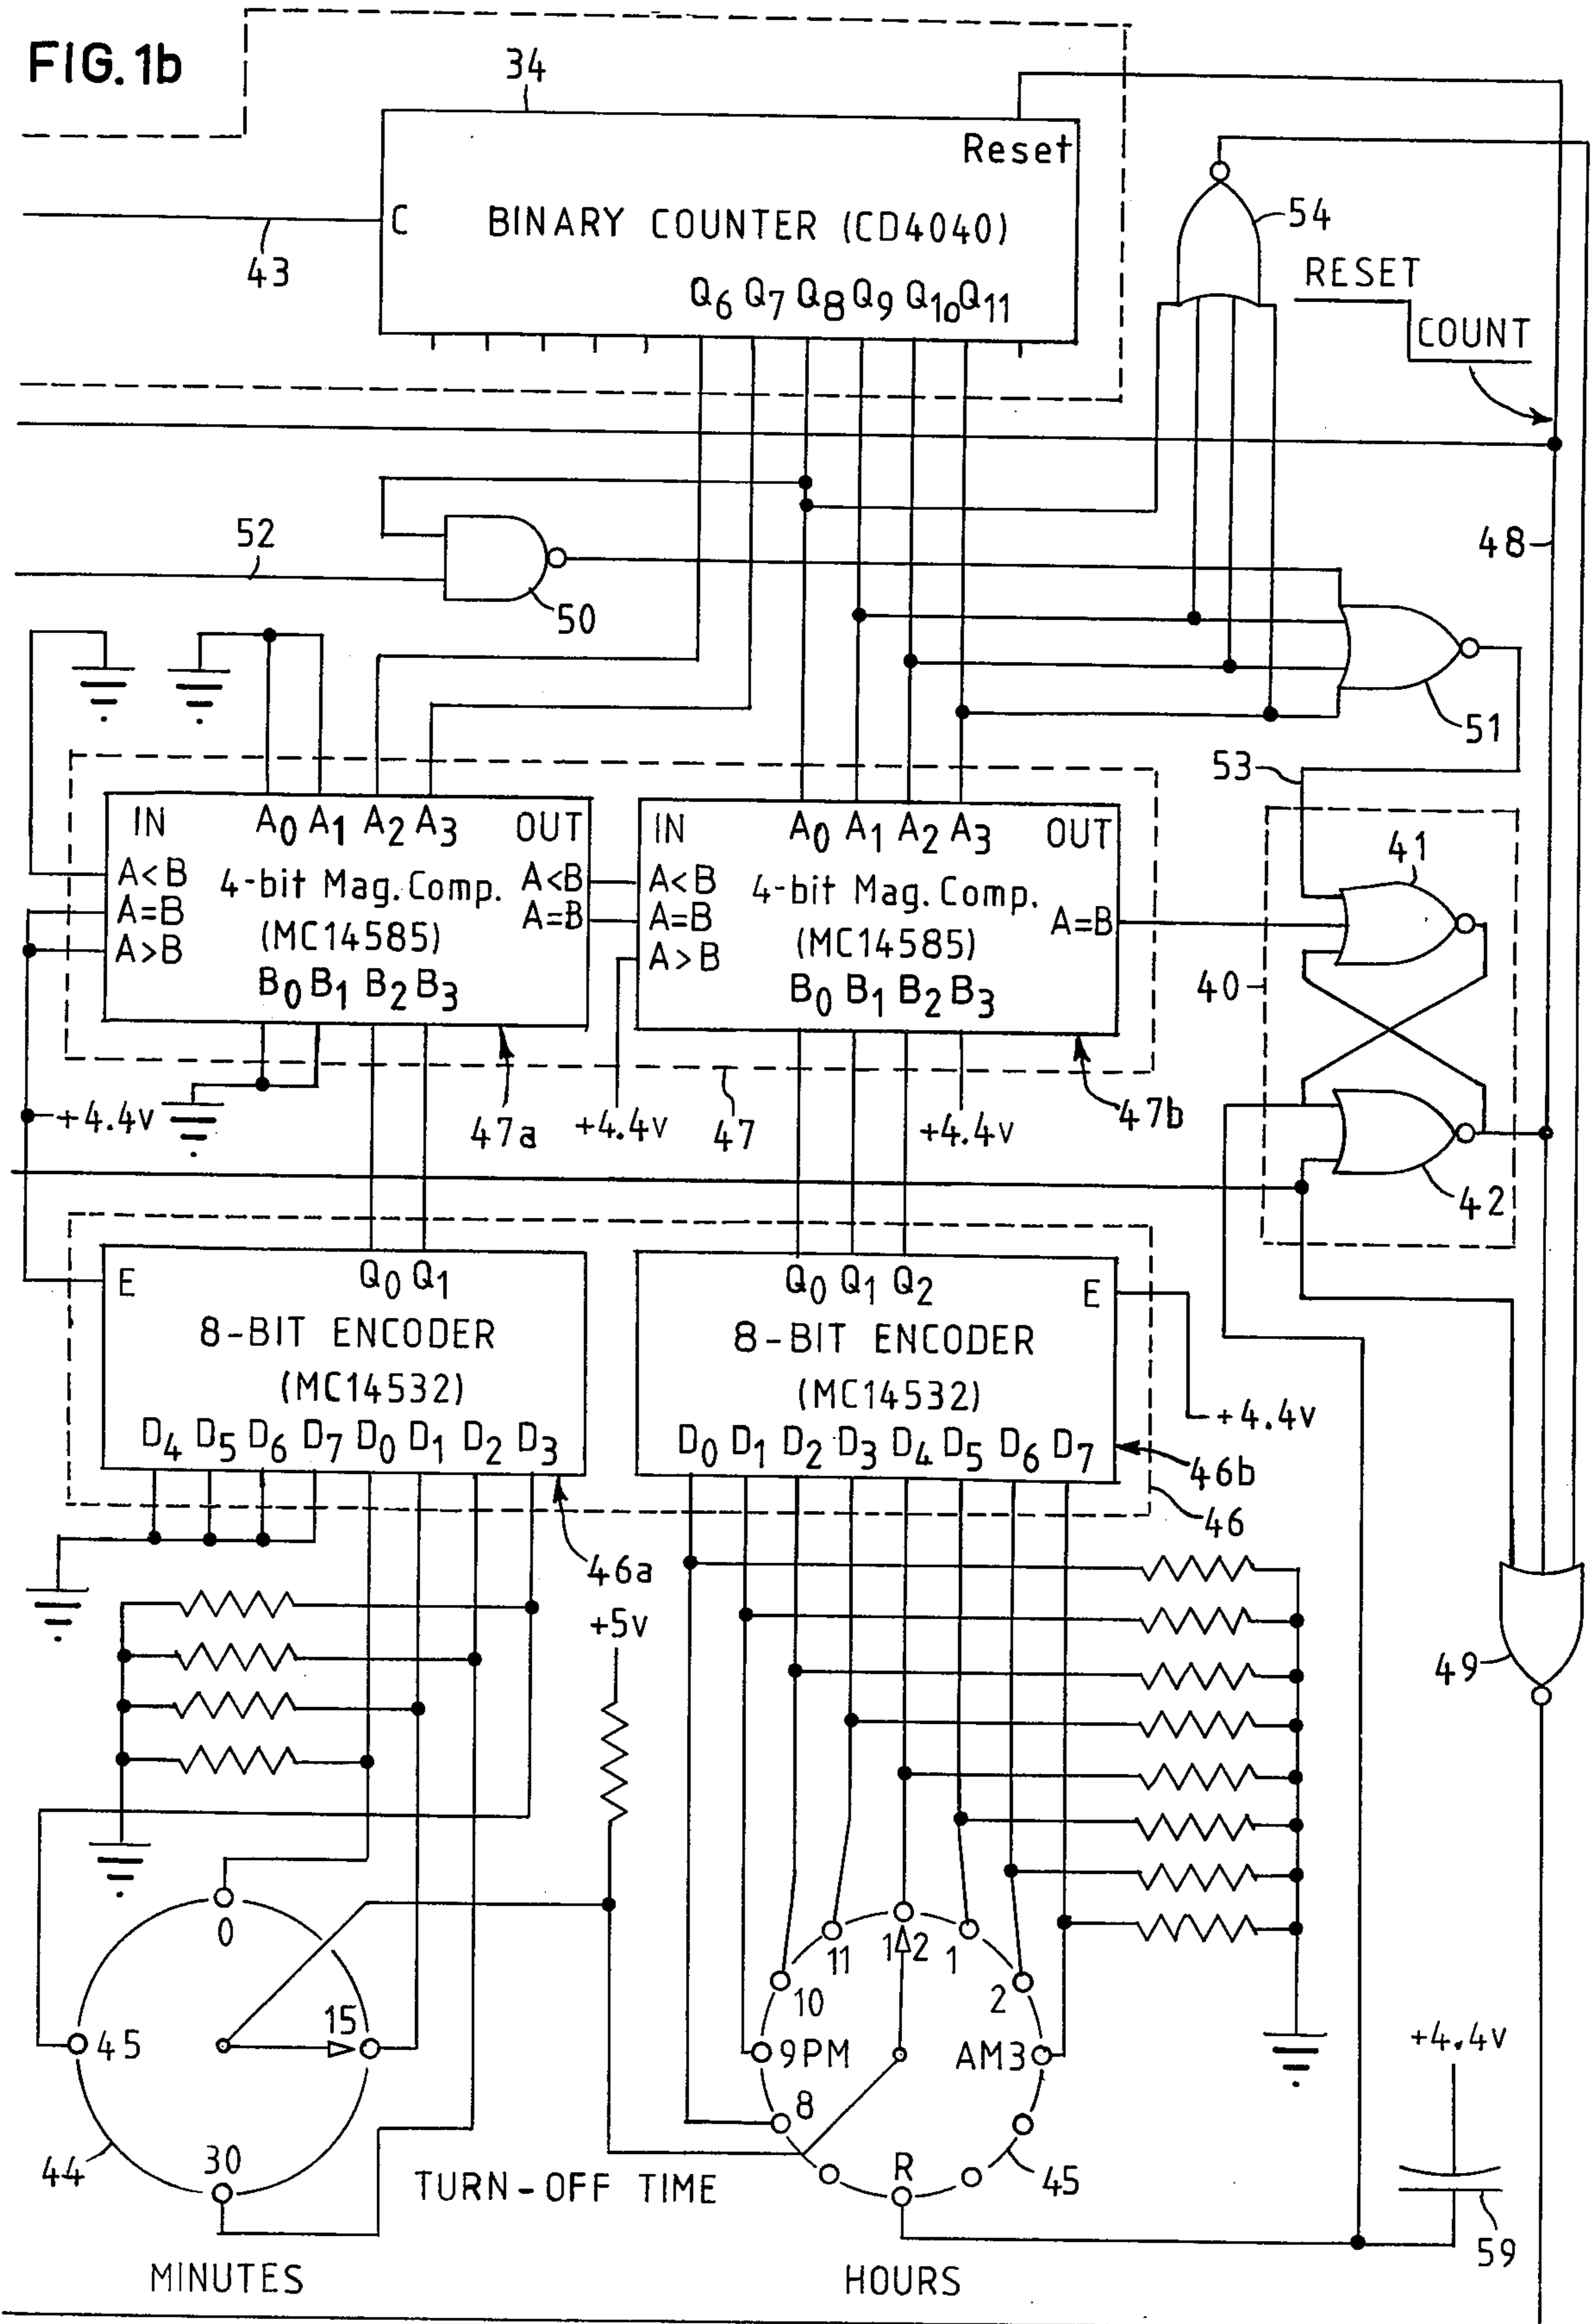 FIG. 1b
34
Reset
C
BINARY COUNTER (CD4040)
43
Q6 Q7 Q8 Q9 Q10 Q11
54
RESET
COUNT
52
50
48
51
53
IN
A0 A1 A2 A3
OUT
A<B
A=B
A>B
4-bit Mag. Comp.
(MC14585)
A<B
A=B
B0 B1 B2 B3
IN
A0 A1 A2 A3
OUT
A<B
A=B
A>B
4-bit Mag. Comp.
(MC14585)
A=B
B0 B1 B2 B3
41
40
+4.4v
47a
+4.4v
47
+4.4v
47b
42
E
Q0 Q1
8-BIT ENCODER
(MC14532)
D4 D5 D6 D7 D0 D1 D2 D3
Q0 Q1 Q2
E
8-BIT ENCODER
(MC14532)
D0 D1 D2 D3 D4 D5 D6 D7
+4.4v
46b
46
46a
+5v
49
0
15
45
30
44
11
12
1
10
2
9PM
AM3
8
R
45
+4.4v
59
TURN-OFF TIME
MINUTES
HOURS